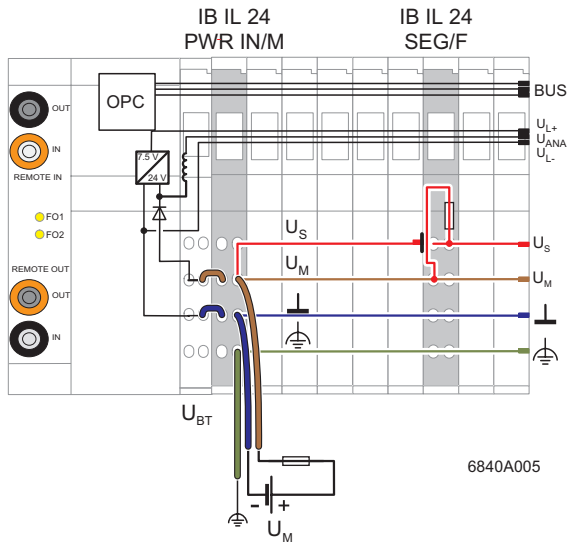 IB IL 24
PWR IN/M
IB IL 24
SEG/F
OPC
BUS
OUT
UL+
UANA
UL-
IN
7.5 V
24 V
REMOTE IN
FO1
FO2
US
US
UM
UM
REMOTE OUT
OUT
IN
UBT
6840A005
- +
UM